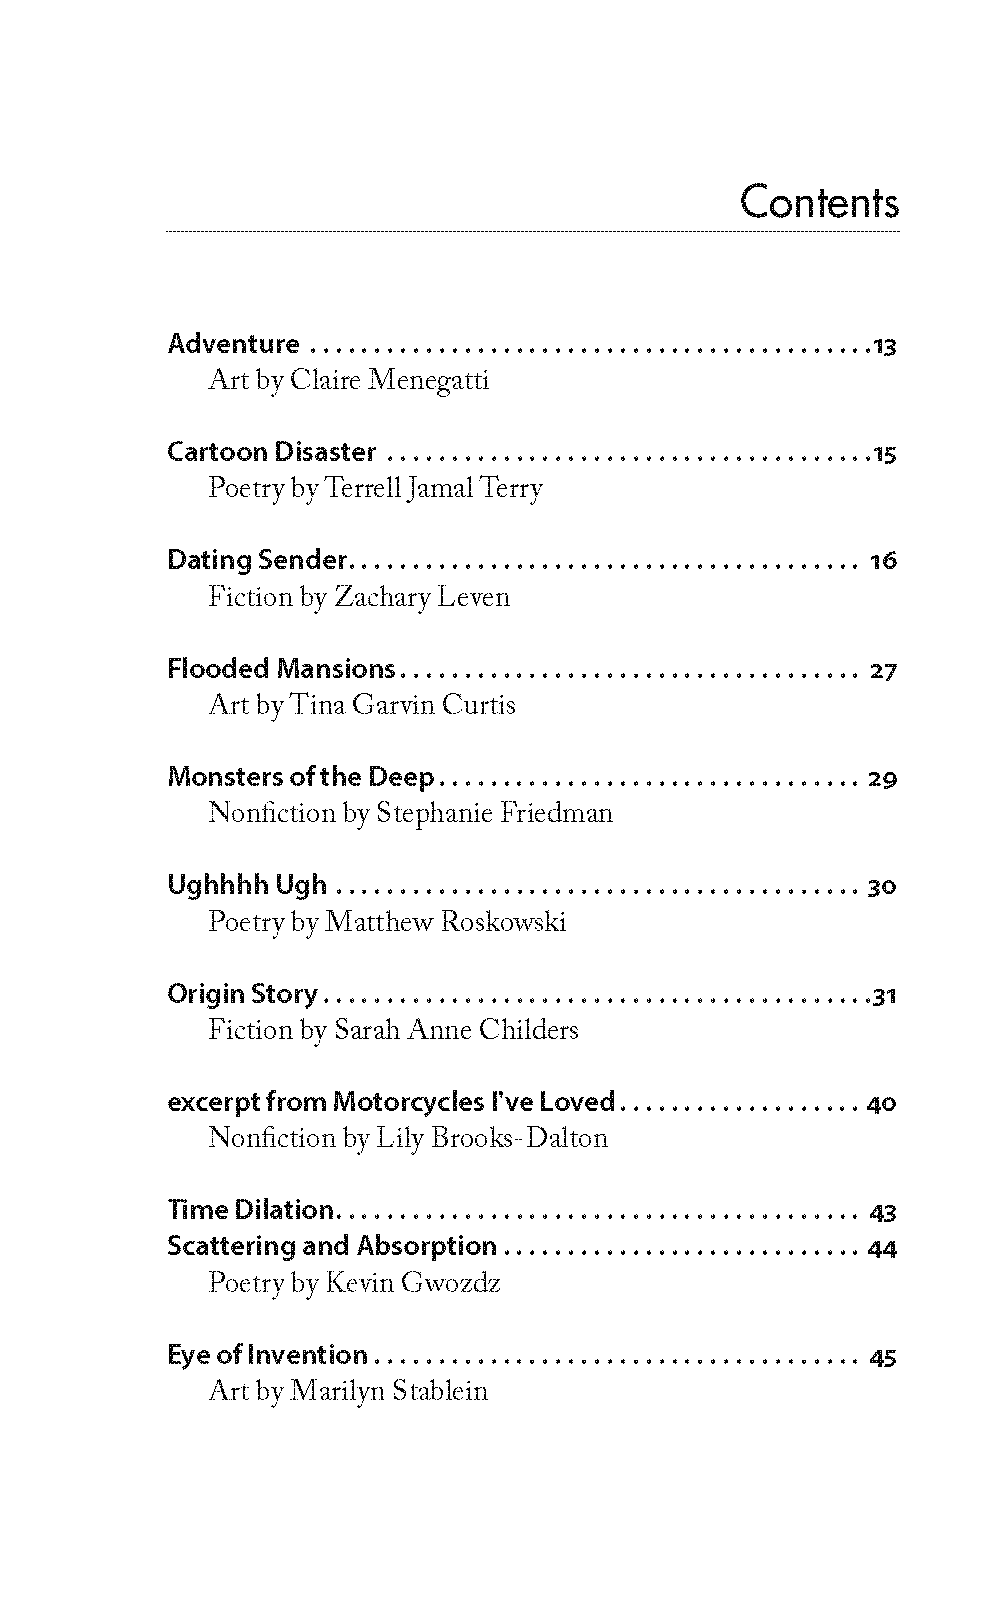 Contents
Adventure . . . . . . . . . . . . . . . . . . . . . . . . . . . . . . . . . . . . . . . . . . . .13
Art by Claire Menegatti
Cartoon Disaster . . . . . . . . . . . . . . . . . . . . . . . . . . . . . . . . . . . . . .15
Poetry by Terrell Jamal Terry
Dating Sender. . . . . . . . . . . . . . . . . . . . . . . . . . . . . . . . . . . . . . . . 16
Fiction by Zachary Leven
Flooded Mansions. . . . . . . . . . . . . . . . . . . . . . . . . . . . . . . . . . . . 27
Art by Tina Garvin Curtis
Monsters of the Deep. . . . . . . . . . . . . . . . . . . . . . . . . . . . . . . . . 29
Nonfiction by Stephanie Friedman
Ughhhh Ugh . . . . . . . . . . . . . . . . . . . . . . . . . . . . . . . . . . . . . . . . . 30
Poetry by Matthew Roskowski
Origin Story. . . . . . . . . . . . . . . . . . . . . . . . . . . . . . . . . . . . . . . . . . .31
Fiction by Sarah Anne Childers
excerpt from Motorcycles I've Loved. . . . . . . . . . . . . . . . . . . 40
Nonfiction by Lily Brooks-Dalton
Time Dilation. . . . . . . . . . . . . . . . . . . . . . . . . . . . . . . . . . . . . . . . . 43
Scattering and Absorption . . . . . . . . . . . . . . . . . . . . . . . . . . . . 44
Poetry by Kevin Gwozdz
Eye of Invention . . . . . . . . . . . . . . . . . . . . . . . . . . . . . . . . . . . . . . 45
Art by Marilyn Stablein